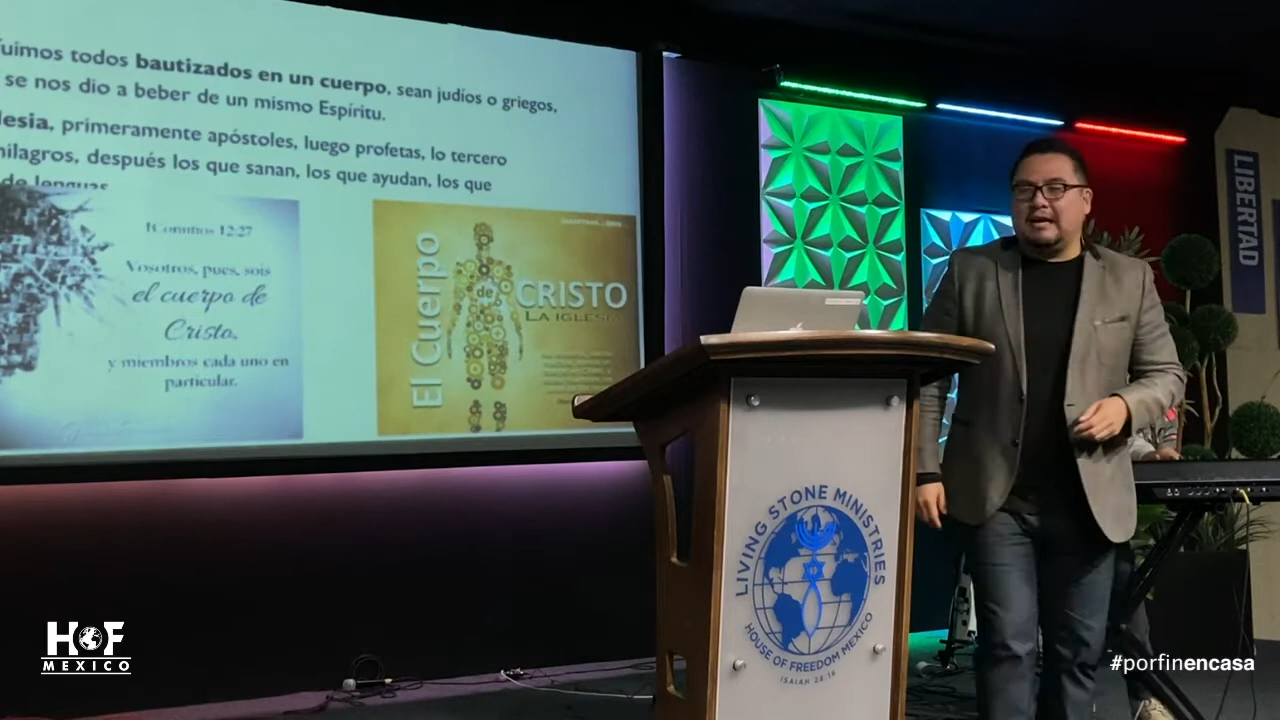 fuimos todos bautizados en un cuerpo, sean judíos o griegos,
se nos dio a beber de un mismo Espíritu.
lesia, primeramente apóstoles, luego profetas, lo tercero
milagros, después los que sanan, los que ayudan, los que
de lenguas
12:27
Vosotros, pues, sois
el cuerpo de
Cristo,
y miembros cada uno en
particular.
El Cuerpo
de
CRISTO
LA IGLESIA
LIBERTAD
LIVING STONE MINISTRIES
HOUSE OF FREEDOM MEXICO
ISAIAH 28:16
HOF
MEXICO
#porfinencasa